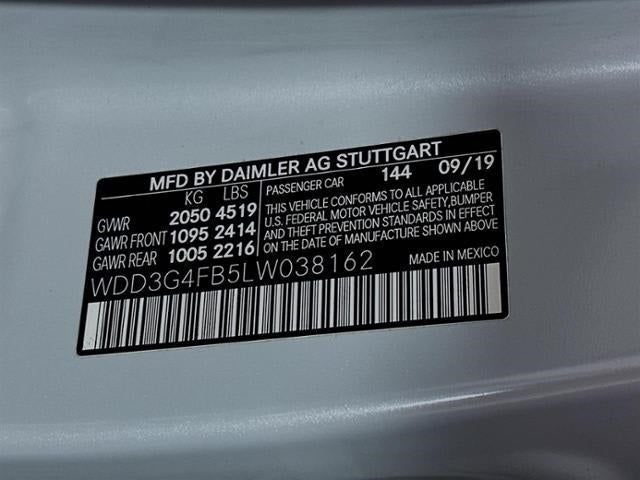 MFD BY DAIMLER AG STUTTGART
KG LBS
GVWR 2050 4519
GAWR FRONT 1095 2414
GAWR REAR 1005 2216
PASSENGER CAR 144 09/19
THIS VEHICLE CONFORMS TO ALL APPLICABLE
U.S. FEDERAL MOTOR VEHICLE SAFETY,BUMPER
AND THEFT PREVENTION STANDARDS IN EFFECT
ON THE DATE OF MANUFACTURE SHOWN ABOVE.
MADE IN MEXICO
WDD3G4FB5LW038162